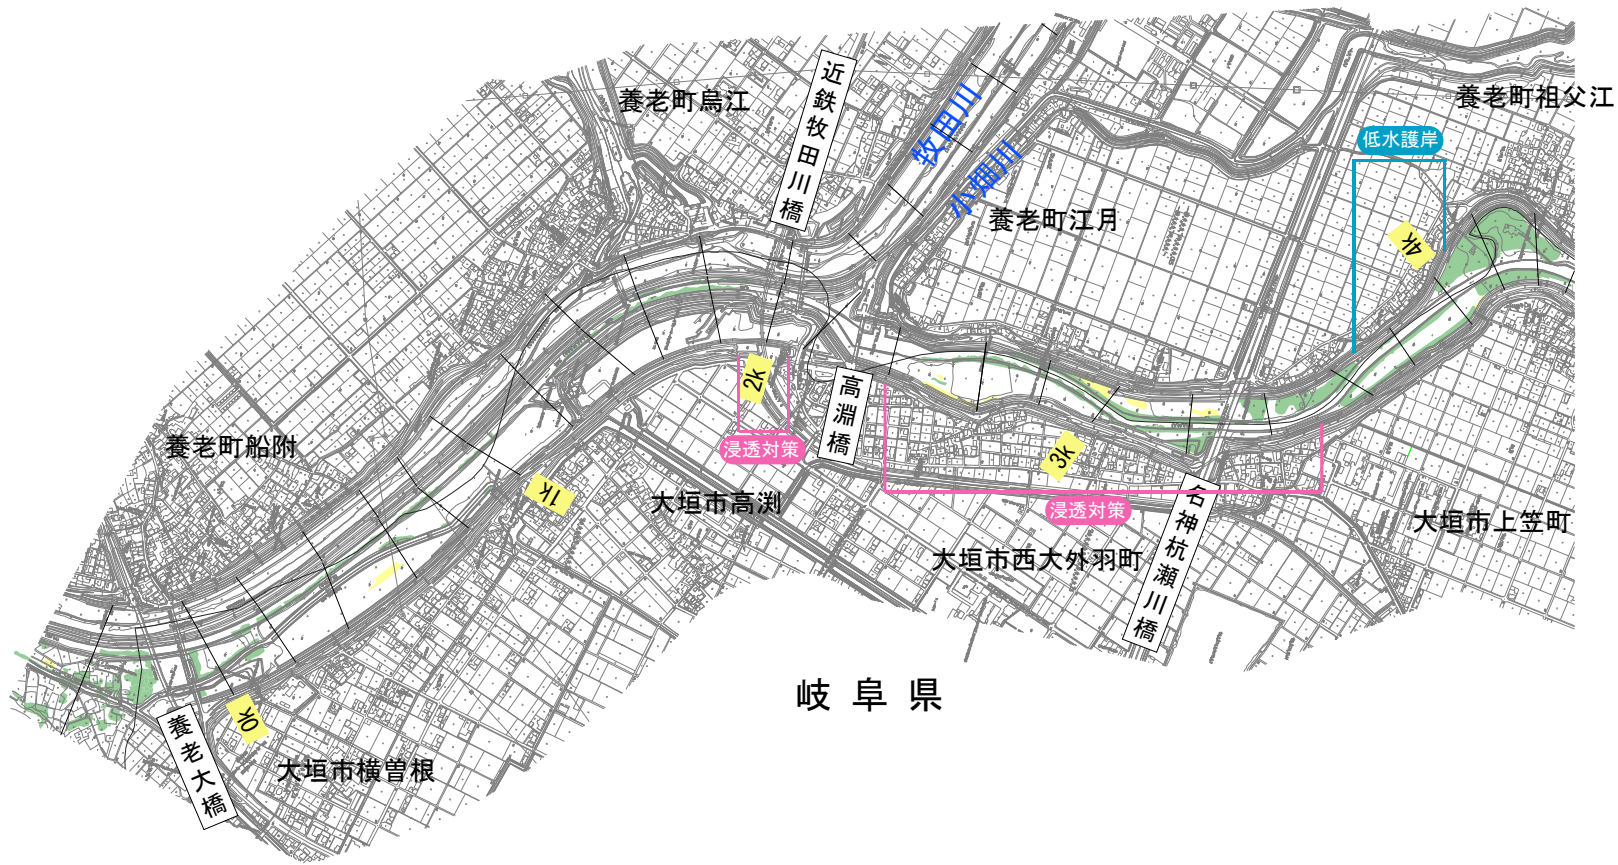 養老町烏江
近鉄牧田川橋
牧田川
小畑川
養老町祖父江
低水護岸
養老町江月
4k
2k
高淵橋
浸透対策
養老町船附
3k
1k
大垣市高渕
浸透対策
名神杭瀬川橋
大垣市上笠町
大垣市西大外羽町
岐阜県
0k
養老大橋
大垣市横曽根